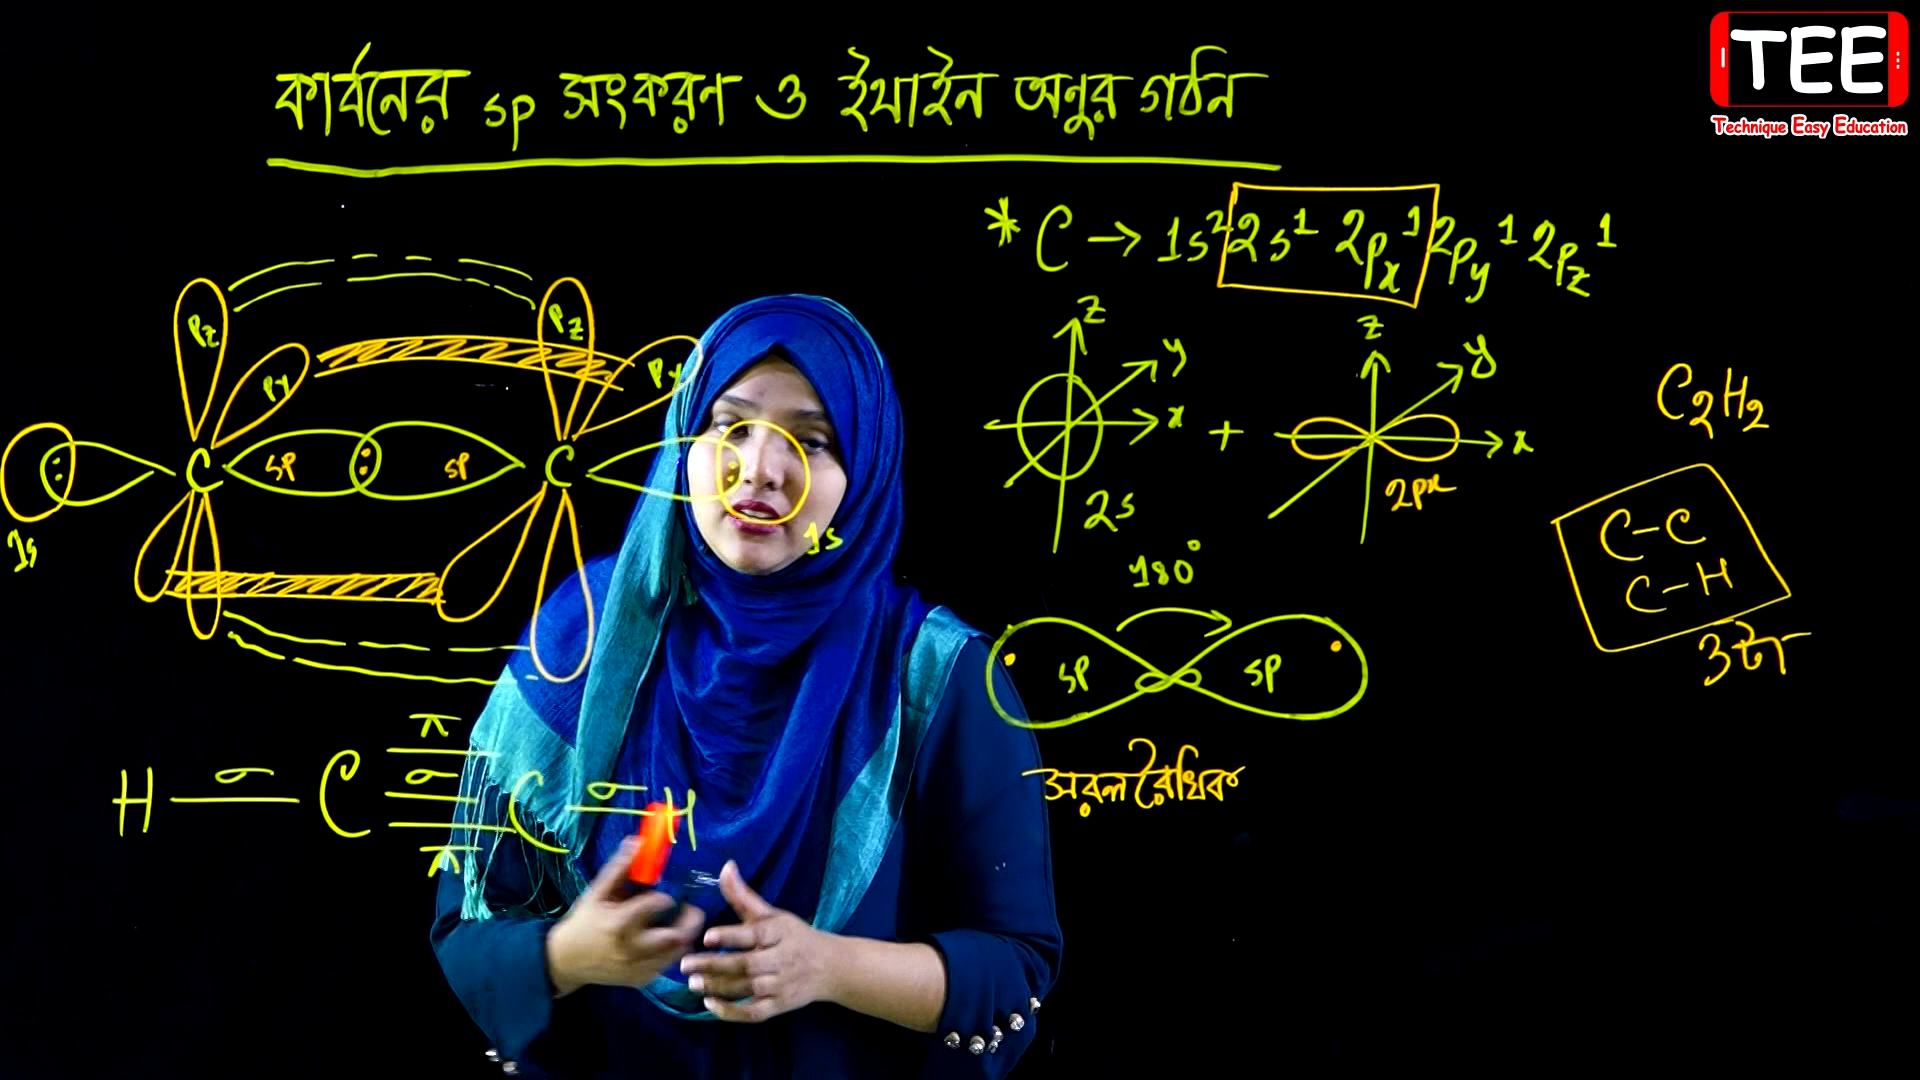 TEE
Technique Easy Education
কার্বনের sp সংকরণ ও ইথাইন অনুর গঠন
* C → 1s² 2s¹ 2pₓ¹ 2py¹ 2pz¹
Pz
Py
Pz
Py
C
sp
sp
C
1s
1s
z
y
x
2s
+
z
y
x
2px
C₂H₂
C-C
C-H
3টা
180°
sp
sp
সরলরৈখিক
π
H σ C σ C σ H
π